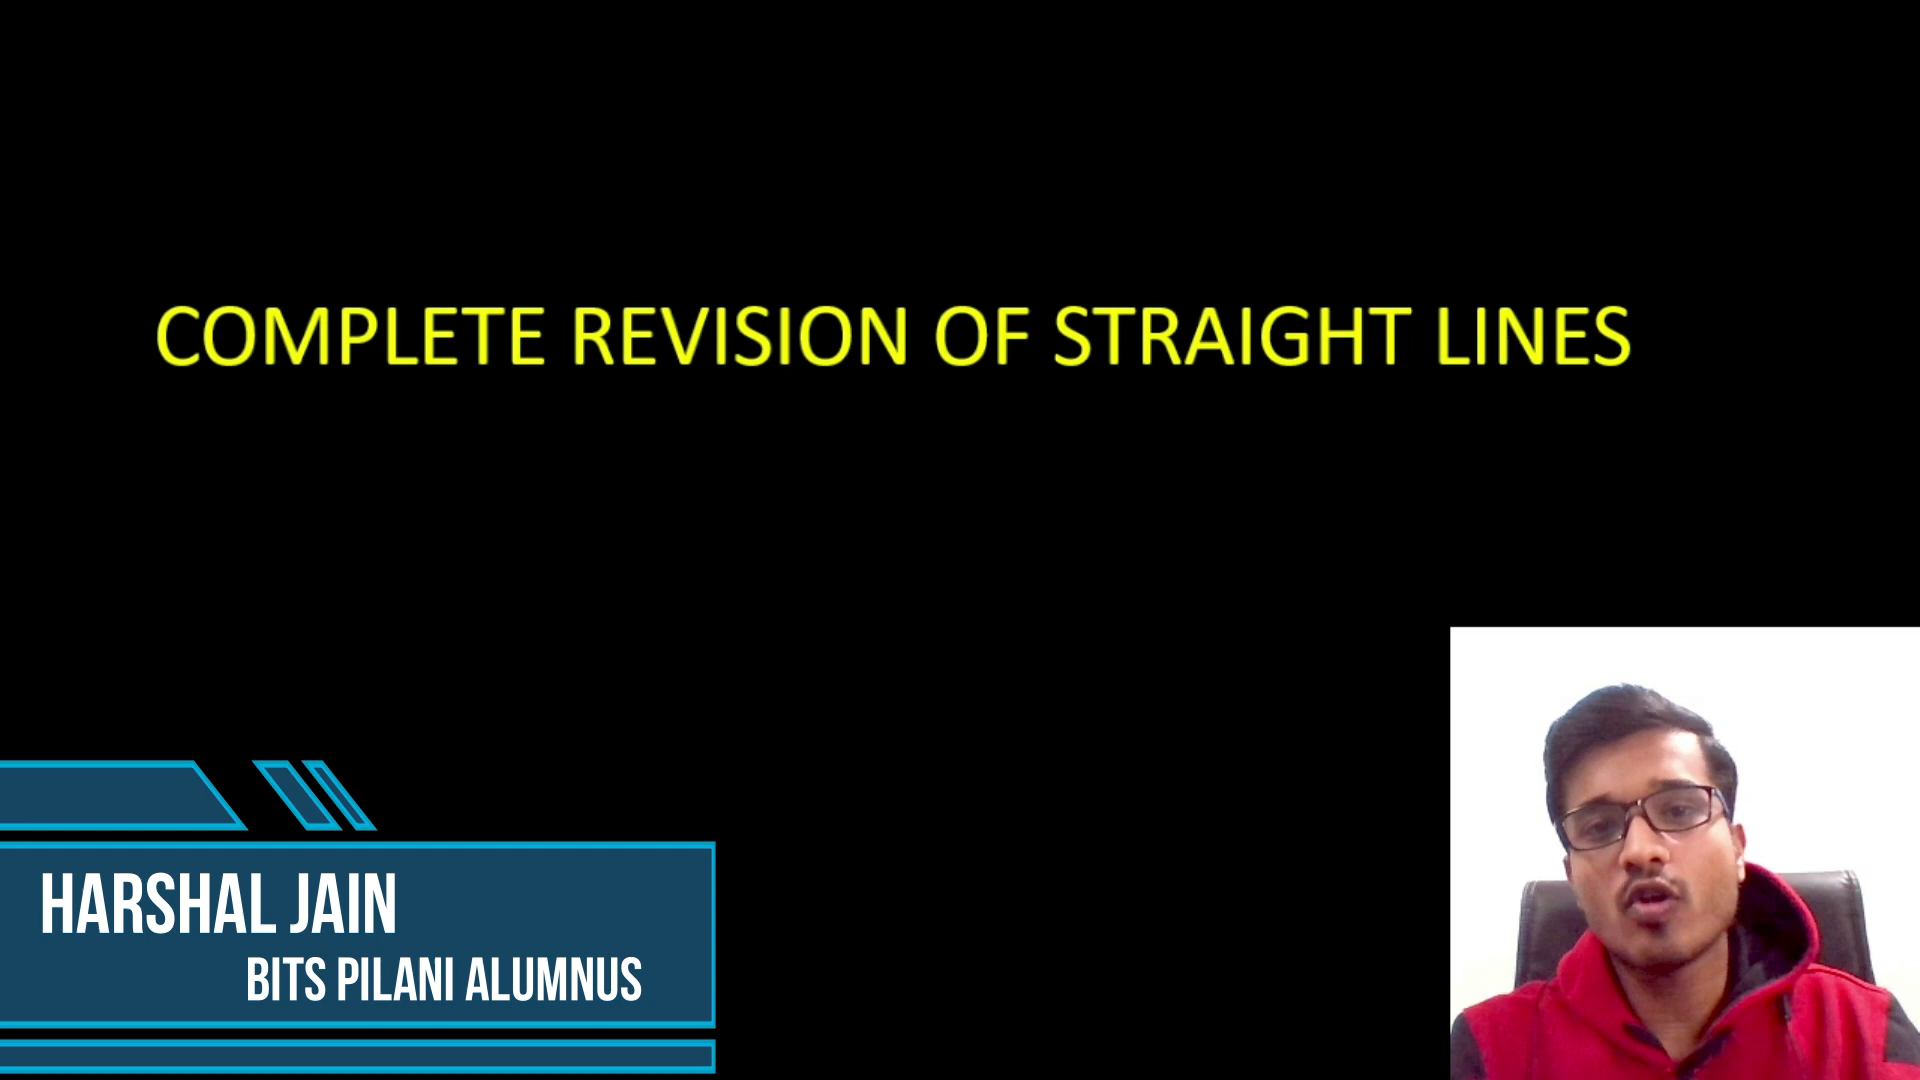 COMPLETE REVISION OF STRAIGHT LINES
HARSHAL JAIN
BITS PILANI ALUMNUS